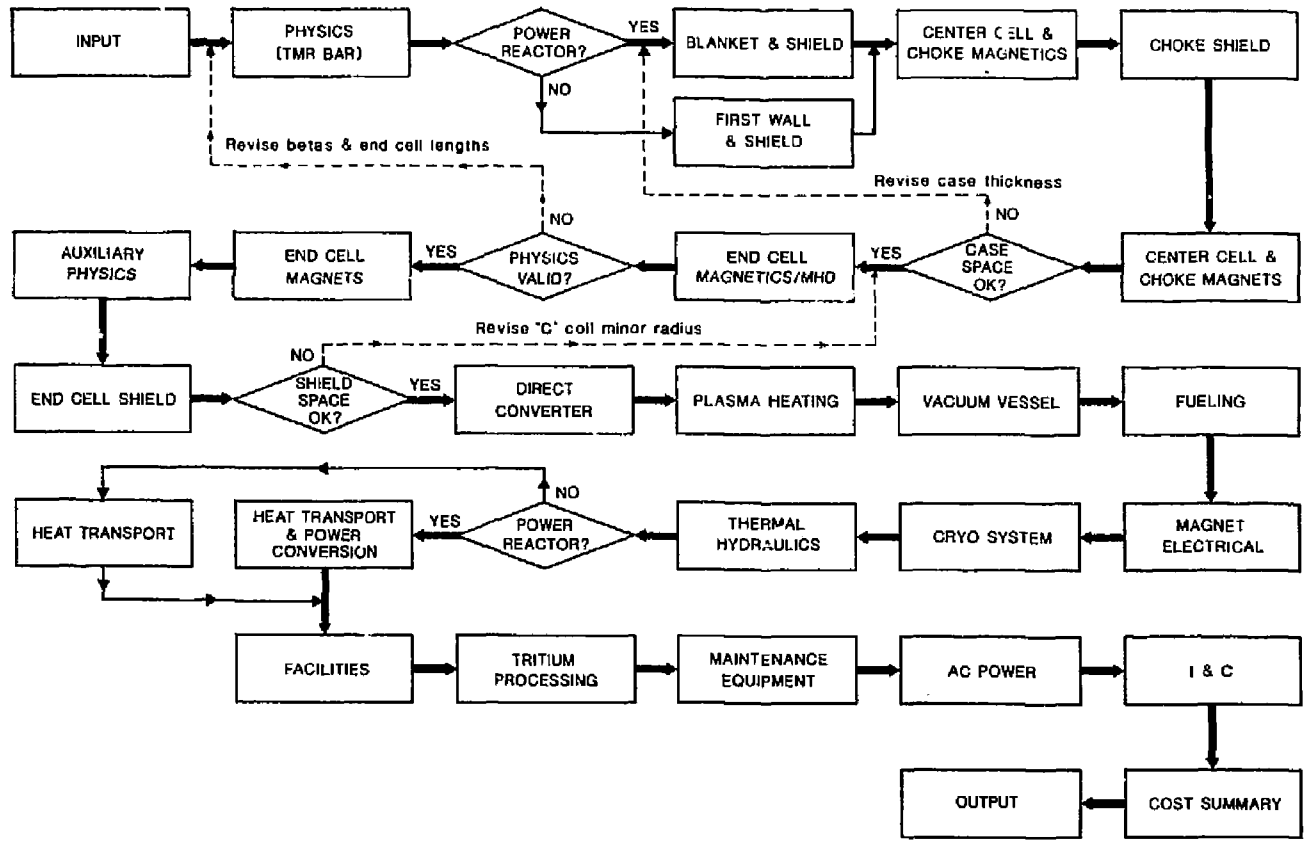 INPUT
PHYSICS
(TMR BAR)
POWER
REACTOR?
YES
BLANKET & SHIELD
CENTER CELL &
CHOKE MAGNETICS
CHOKE SHIELD
NO
FIRST WALL
& SHIELD
Revise betas & end cell lengths
Revise case thickness
NO
NO
AUXILIARY
PHYSICS
END CELL
MAGNETS
YES
PHYSICS
VALID?
END CELL
MAGNETICS/MHD
YES
CASE
SPACE
OK?
CENTER CELL &
CHOKE MAGNETS
Revise "C" coil minor radius
NO
END CELL SHIELD
SHIELD
SPACE
OK?
YES
DIRECT
CONVERTER
PLASMA HEATING
VACUUM VESSEL
FUELING
NO
HEAT TRANSPORT
HEAT TRANSPORT
& POWER
CONVERSION
YES
POWER
REACTOR?
THERMAL
HYDRAULICS
CRYO SYSTEM
MAGNET
ELECTRICAL
FACILITIES
TRITIUM
PROCESSING
MAINTENANCE
EQUIPMENT
AC POWER
I & C
OUTPUT
COST SUMMARY